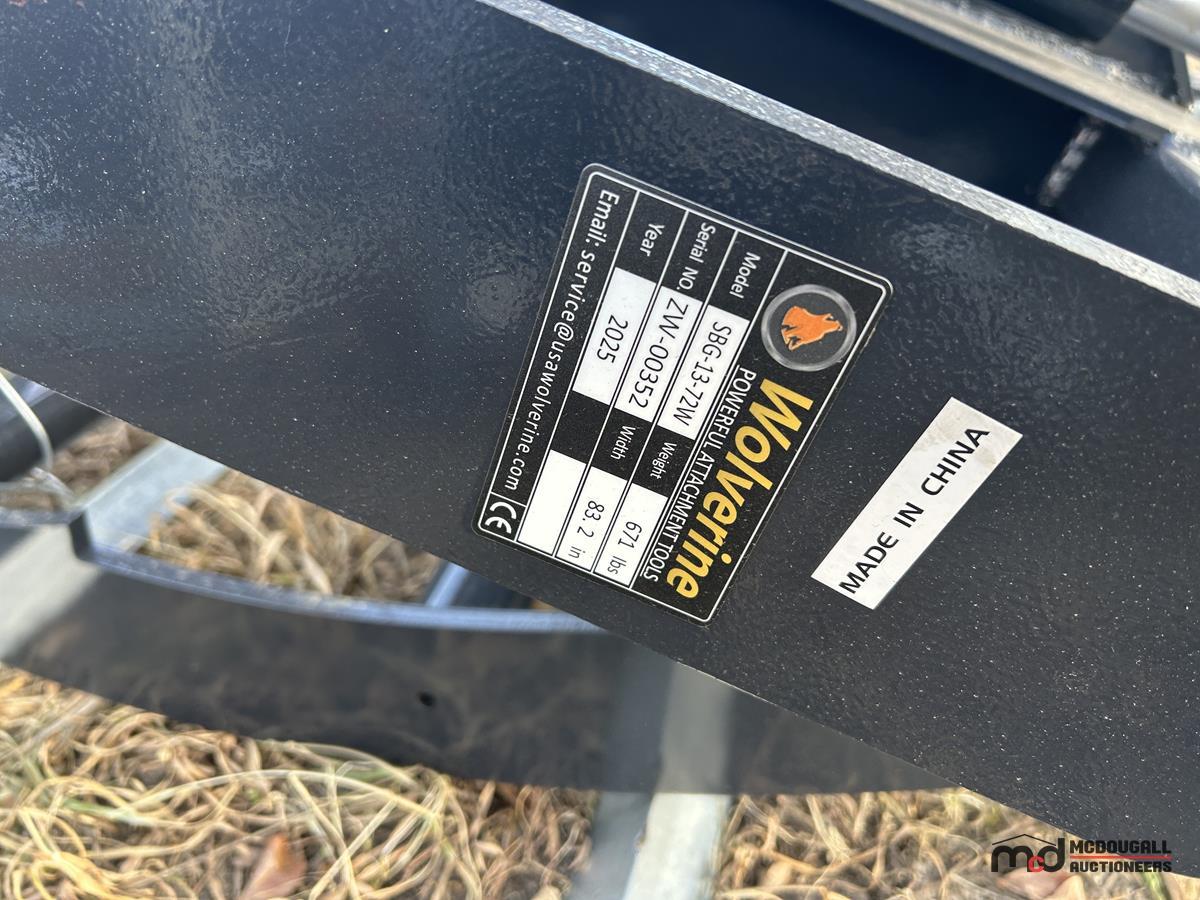 Wolverine
POWERFUL ATTACHMENT TOOLS
Model SBG-13-72W Weight 671 lbs
Serial NO. ZW-00352 Width 83.2 in
Year 2025
Email: service@usawolverine.com CE
MADE IN CHINA
mcd MCDOUGALL
AUCTIONEERS